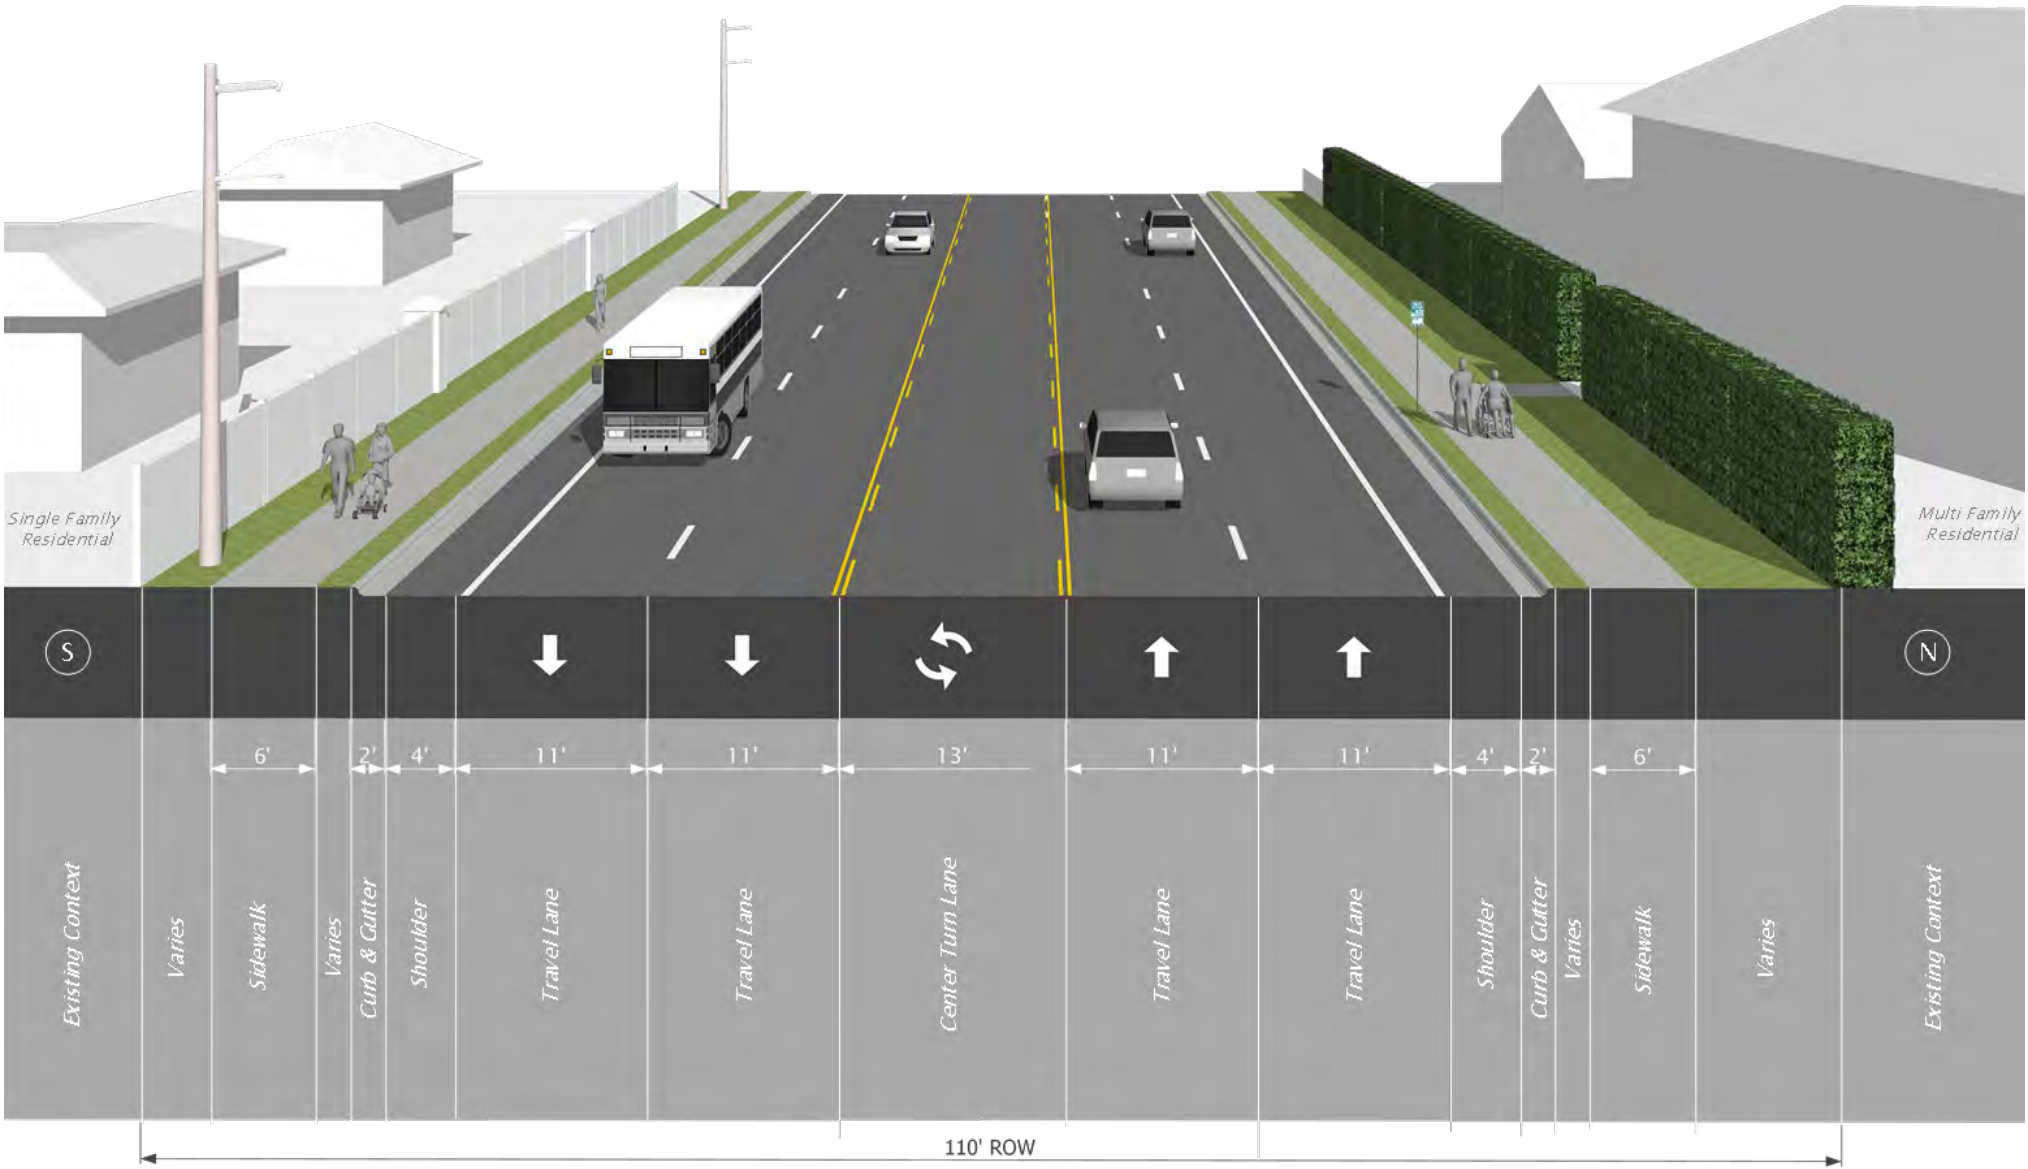 Single Family
Residential
Multi Family
Residential
S
N
6'
2'
4'
11'
11'
13'
11'
11'
4'
2'
6'
Existing Context
Varies
Sidewalk
Varies
Curb & Gutter
Shoulder
Travel Lane
Travel Lane
Center Turn Lane
Travel Lane
Travel Lane
Shoulder
Curb & Gutter
Varies
Sidewalk
Varies
Existing Context
110' ROW